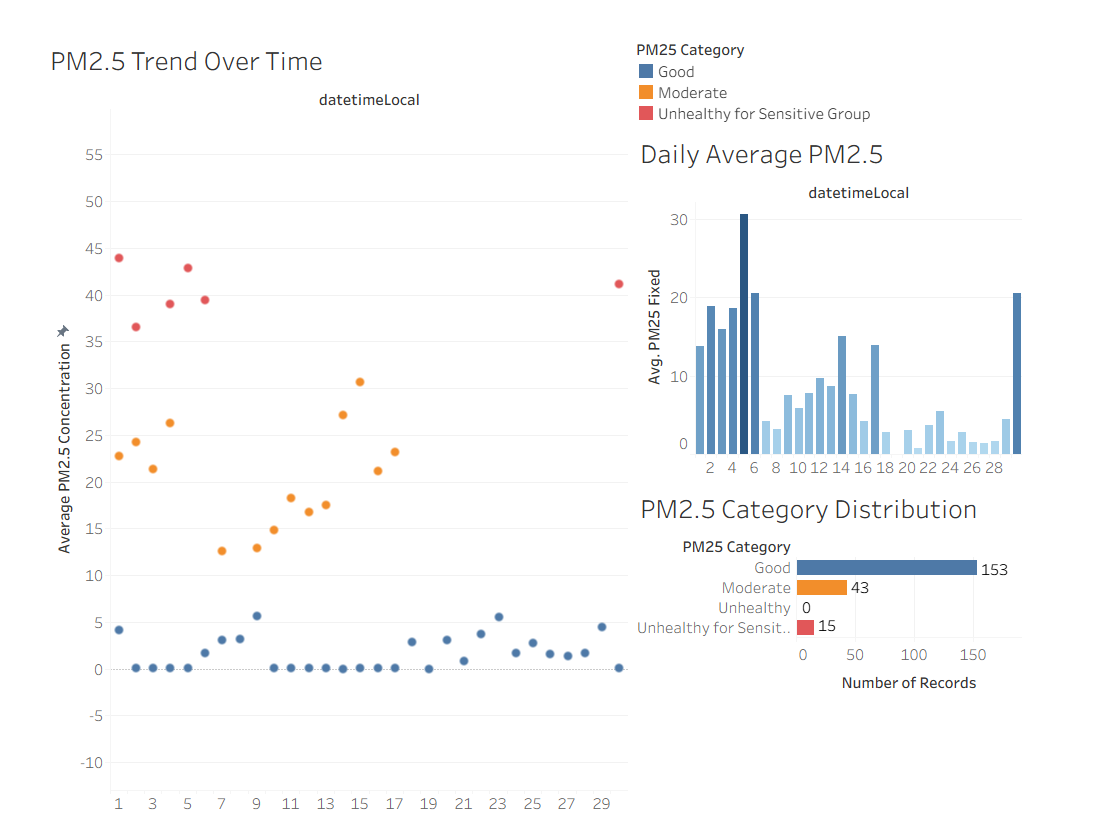 PM2.5 Trend Over Time
datetimeLocal
Average PM2.5 Concentration
55
50
45
40
35
30
25
20
15
10
5
0
-5
-10
1 3 5 7 9 11 13 15 17 19 21 23 25 27 29
PM25 Category
Good
Moderate
Unhealthy for Sensitive Group
Daily Average PM2.5
datetimeLocal
Avg. PM25 Fixed
30
20
10
0
2 4 6 8 10 12 14 16 18 20 22 24 26 28
PM2.5 Category Distribution
PM25 Category
Good 153
Moderate 43
Unhealthy 0
Unhealthy for Sensit.. 15
0 50 100 150
Number of Records